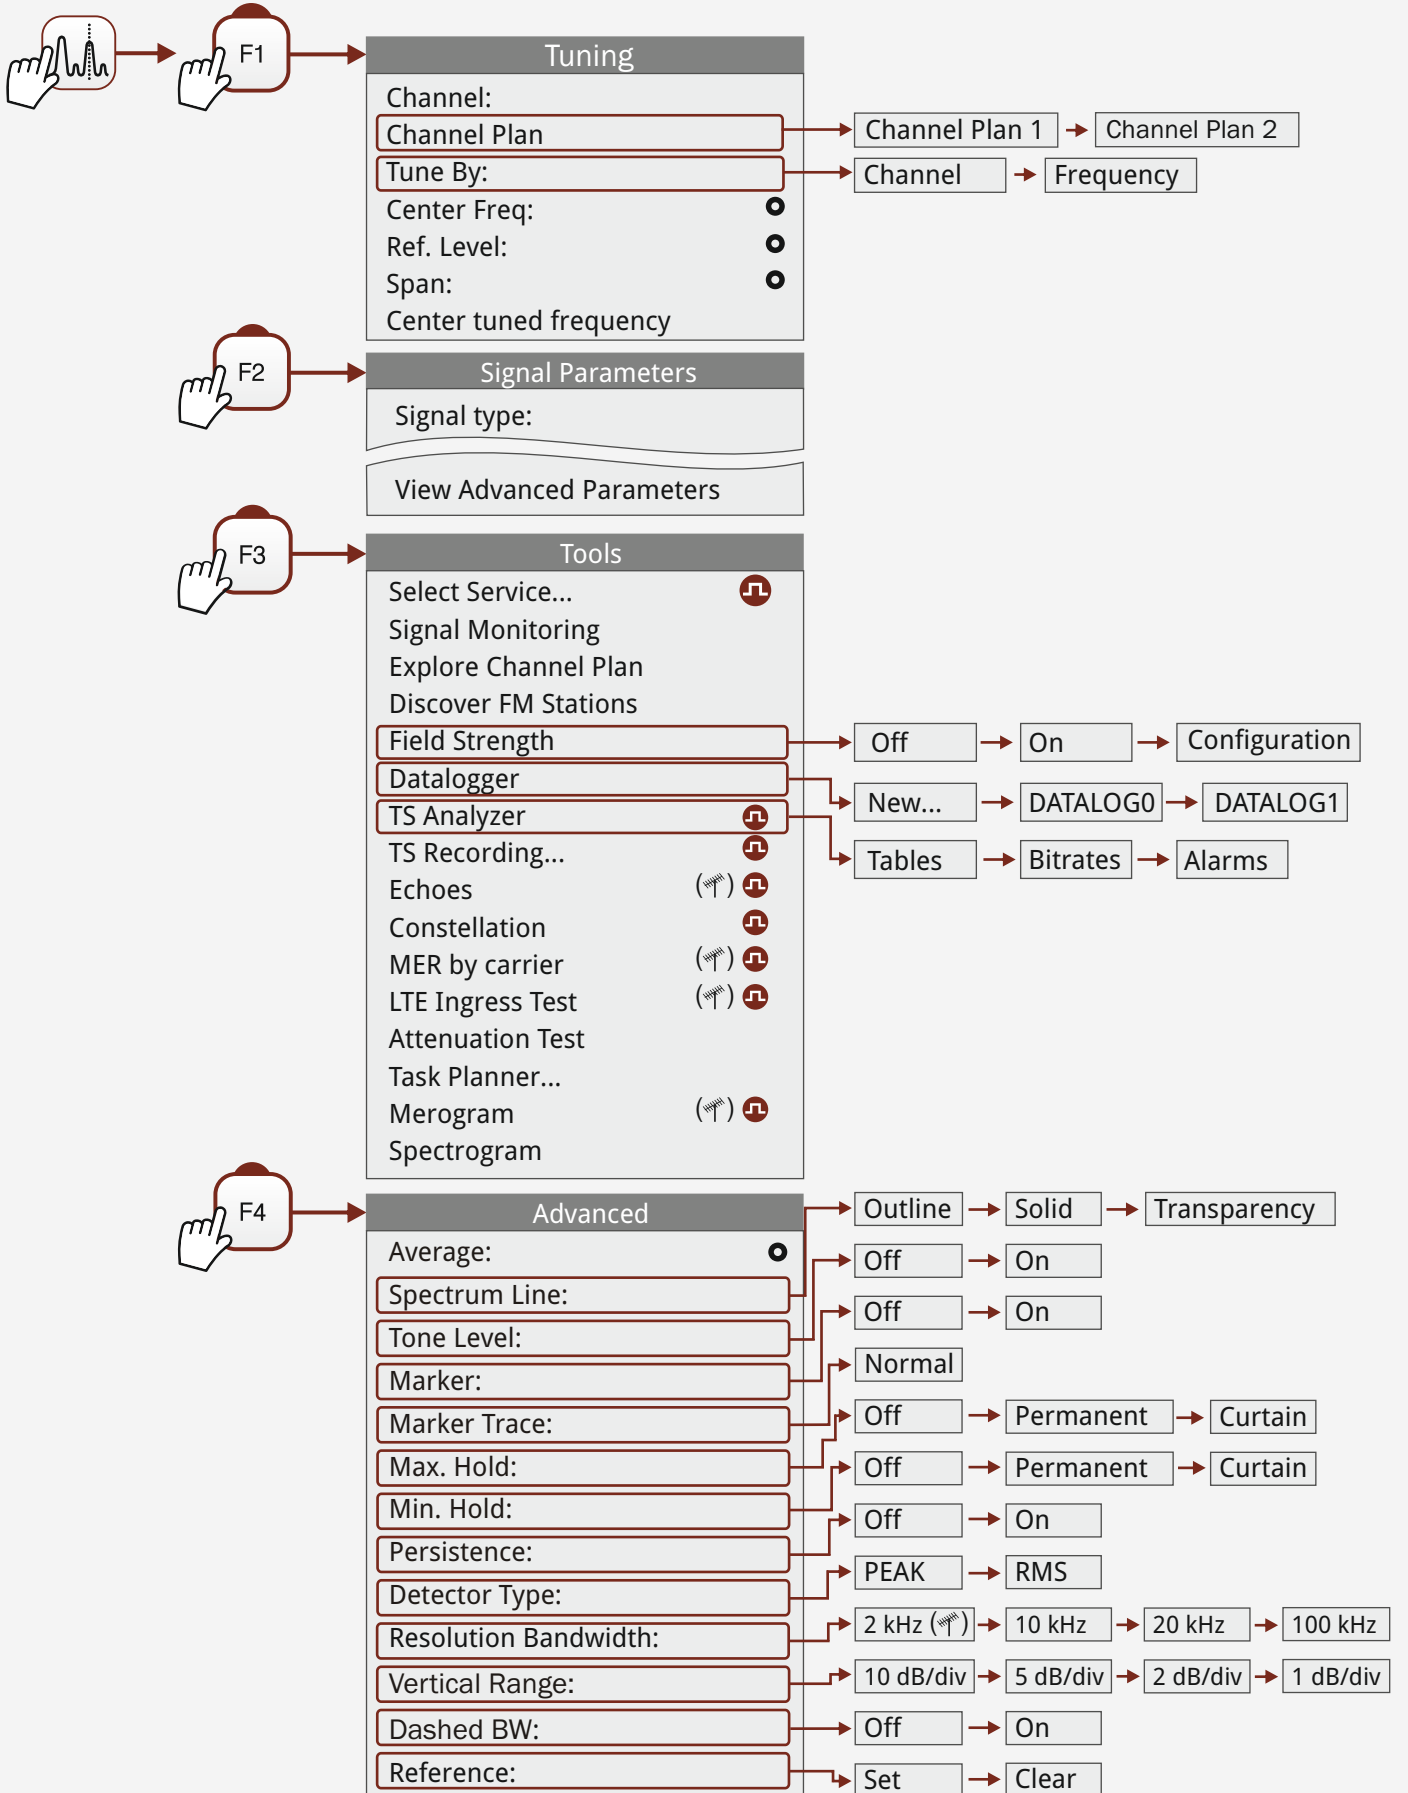 F1
Tuning
Channel:
Channel Plan
Channel Plan 1
Channel Plan 2
Tune By:
Channel
Frequency
Center Freq:
Ref. Level:
Span:
Center tuned frequency
F2
Signal Parameters
Signal type:
View Advanced Parameters
F3
Tools
Select Service...
Signal Monitoring
Explore Channel Plan
Discover FM Stations
Field Strength
Off
On
Configuration
Datalogger
New...
DATALOG0
DATALOG1
TS Analyzer
Tables
Bitrates
Alarms
TS Recording...
Echoes
Constellation
MER by carrier
LTE Ingress Test
Attenuation Test
Task Planner...
Merogram
Spectrogram
F4
Advanced
Average:
Spectrum Line:
Outline
Solid
Transparency
Tone Level:
Off
On
Marker:
Off
On
Marker Trace:
Normal
Max. Hold:
Off
Permanent
Curtain
Min. Hold:
Off
Permanent
Curtain
Persistence:
Off
On
Detector Type:
PEAK
RMS
Resolution Bandwidth:
2 kHz ( )
10 kHz
20 kHz
100 kHz
Vertical Range:
10 dB/div
5 dB/div
2 dB/div
1 dB/div
Dashed BW:
Off
On
Reference:
Set
Clear